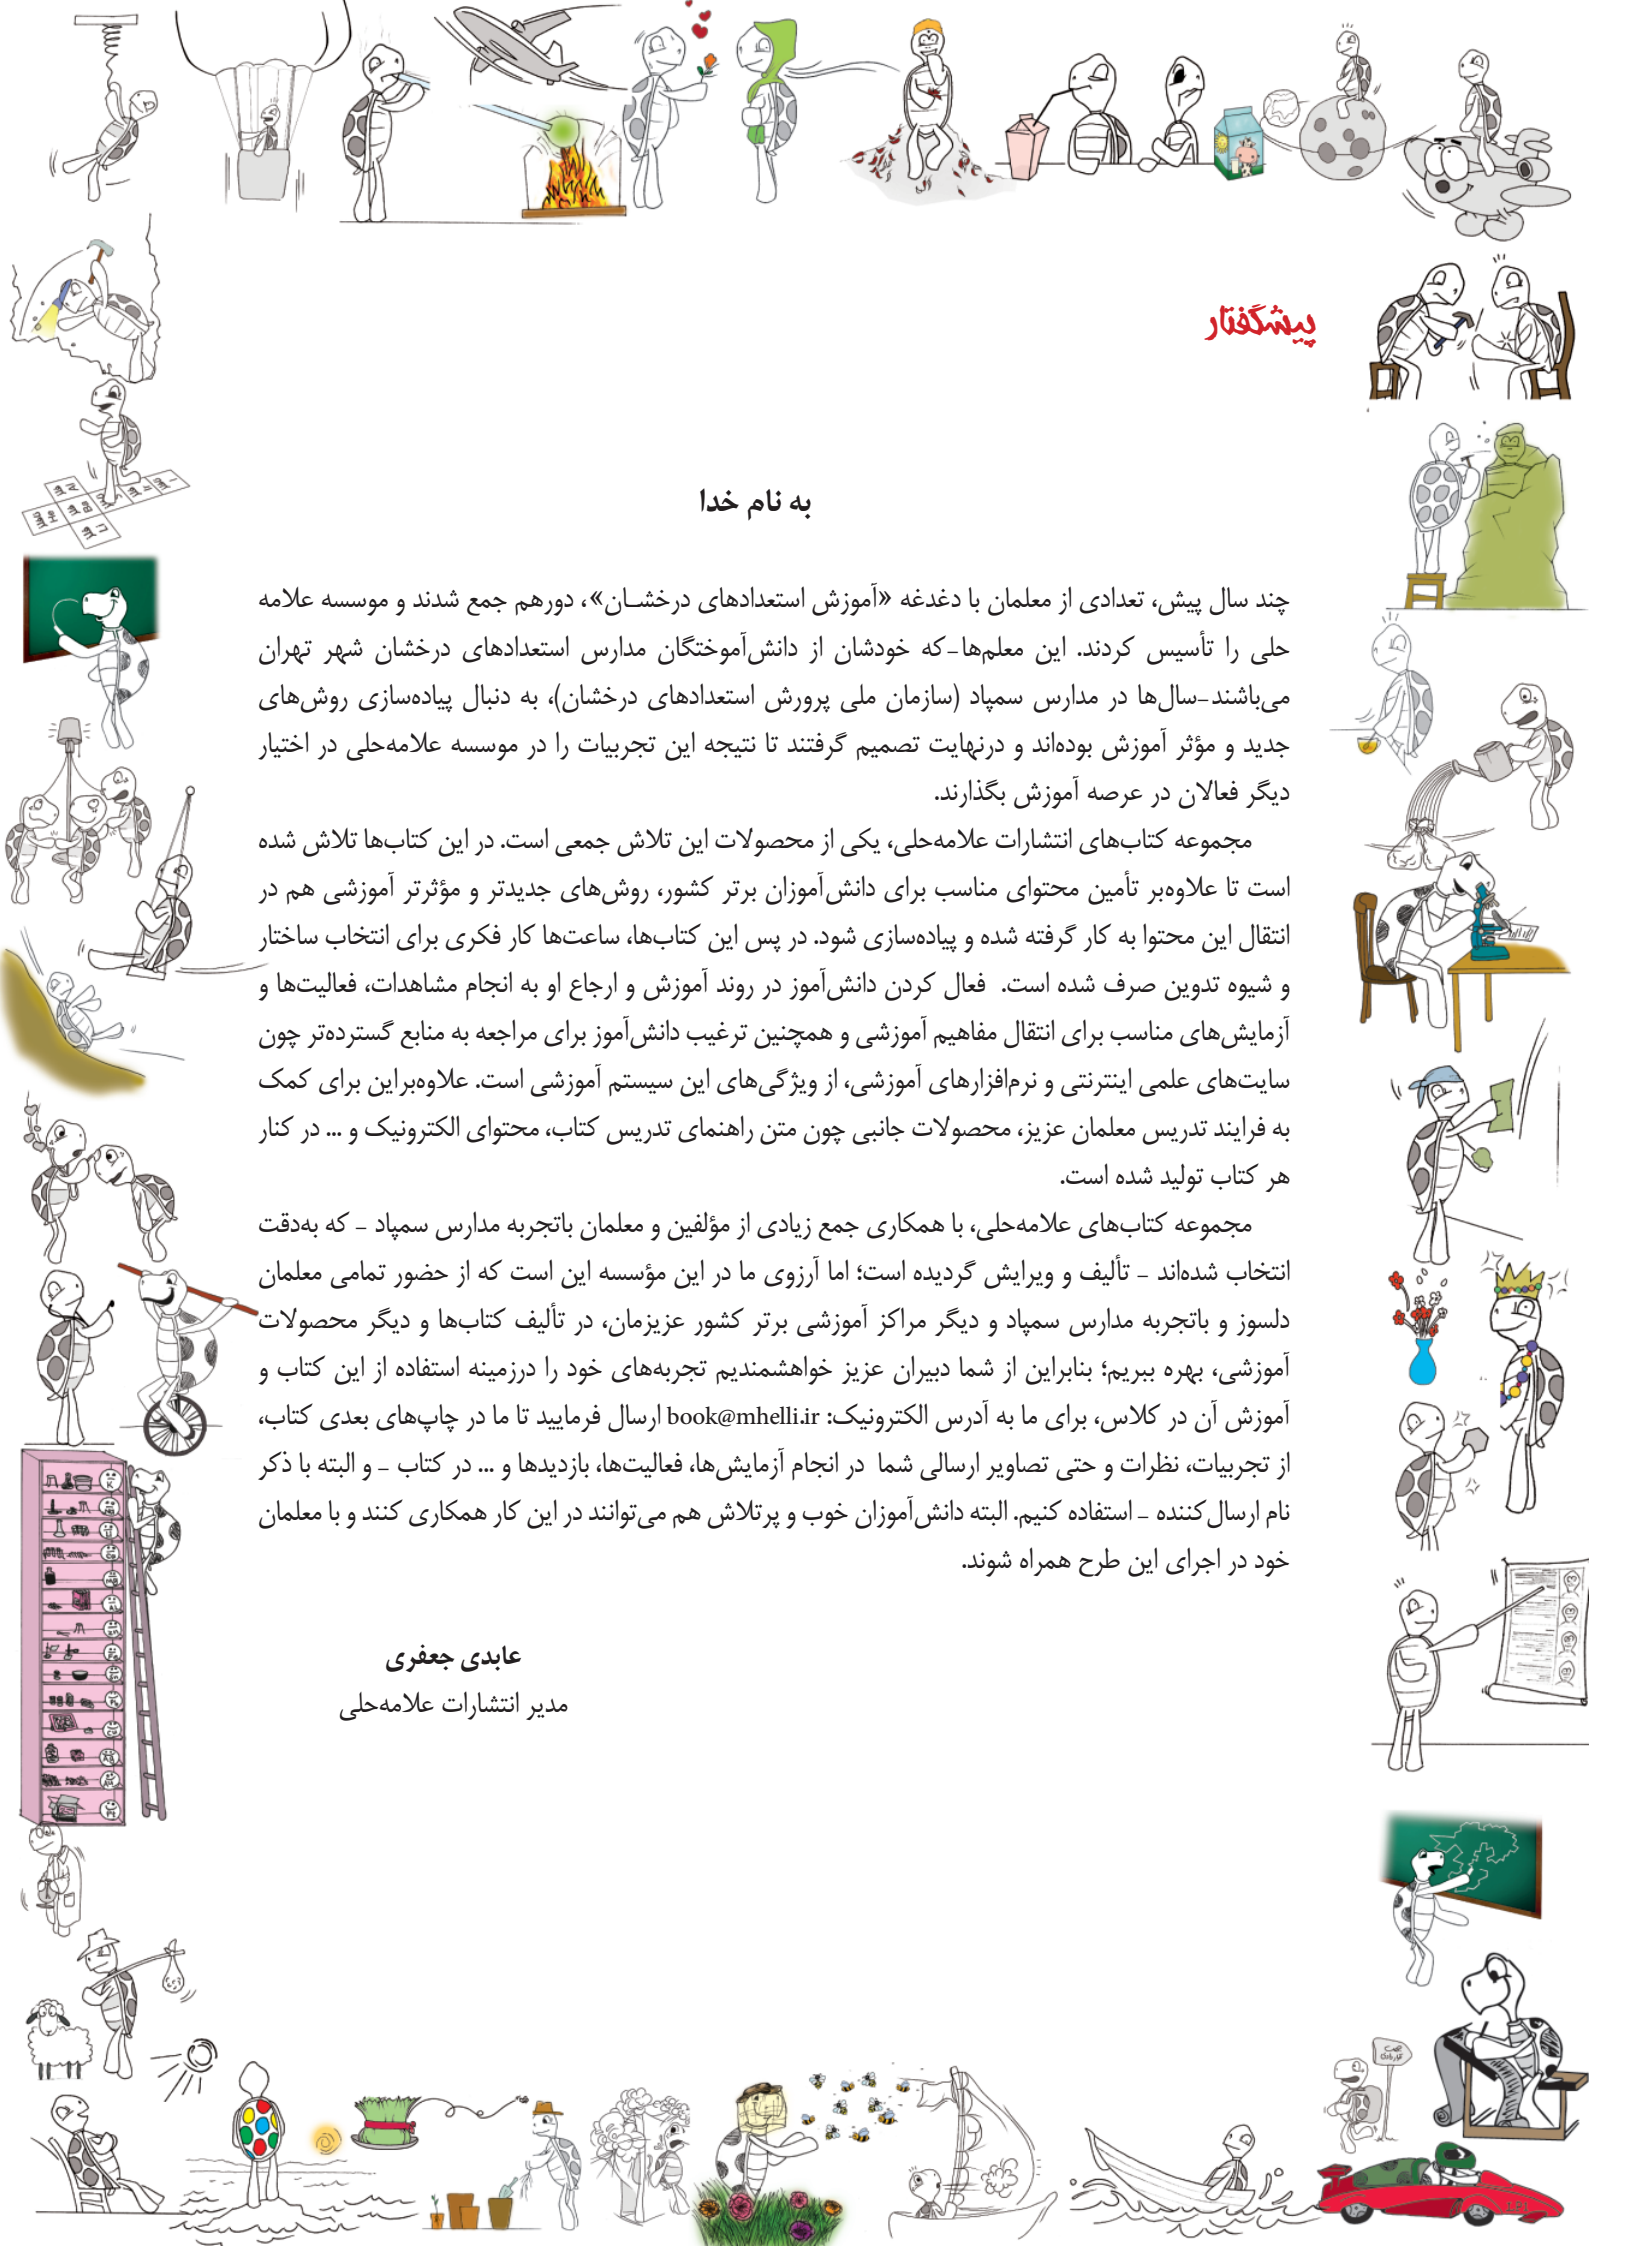 پیشگفتار
به نام خدا
چند سال پیش، تعدادی از معلمان با دغدغه «آموزش استعدادهای درخشـان»، دورهم جمع شدند و موسسه علامه
حلی را تأسیس کردند. این معلم‌ها-که خودشان از دانش‌آموختگان مدارس استعدادهای درخشان شهر تهران
می‌باشند-سال‌ها در مدارس سمپاد (سازمان ملی پرورش استعدادهای درخشان)، به دنبال پیاده‌سازی روش‌های
جدید و مؤثر آموزش بوده‌اند و درنهایت تصمیم گرفتند تا نتیجه این تجربیات را در موسسه علامه‌حلی در اختیار
دیگر فعالان در عرصه آموزش بگذارند.
مجموعه کتاب‌های انتشارات علامه‌حلی، یکی از محصولات این تلاش جمعی است. در این کتاب‌ها تلاش شده
است تا علاوه‌بر تأمین محتوای مناسب برای دانش‌آموزان برتر کشور، روش‌های جدیدتر و مؤثرتر آموزشی هم در
انتقال این محتوا به کار گرفته شده و پیاده‌سازی شود. در پس این کتاب‌ها، ساعت‌ها کار فکری برای انتخاب ساختار
و شیوه تدوین صرف شده است. فعال کردن دانش‌آموز در روند آموزش و ارجاع او به انجام مشاهدات، فعالیت‌ها و
آزمایش‌های مناسب برای انتقال مفاهیم آموزشی و همچنین ترغیب دانش‌آموز برای مراجعه به منابع گسترده‌تر چون
سایت‌های علمی اینترنتی و نرم‌افزارهای آموزشی، از ویژگی‌های این سیستم آموزشی است. علاوه‌براین برای کمک
به فرایند تدریس معلمان عزیز، محصولات جانبی چون متن راهنمای تدریس کتاب، محتوای الکترونیک و ... در کنار
هر کتاب تولید شده است.
مجموعه کتاب‌های علامه‌حلی، با همکاری جمع زیادی از مؤلفین و معلمان باتجربه مدارس سمپاد - که به‌دقت
انتخاب شده‌اند - تألیف و ویرایش گردیده است؛ اما آرزوی ما در این مؤسسه این است که از حضور تمامی معلمان
دلسوز و باتجربه مدارس سمپاد و دیگر مراکز آموزشی برتر کشور عزیزمان، در تألیف کتاب‌ها و دیگر محصولات
آموزشی، بهره ببریم؛ بنابراین از شما دبیران عزیز خواهشمندیم تجربه‌های خود را درزمینه استفاده از این کتاب و
آموزش آن در کلاس، برای ما به آدرس الکترونیک: book@mhelli.ir ارسال فرمایید تا ما در چاپ‌های بعدی کتاب،
از تجربیات، نظرات و حتی تصاویر ارسالی شما در انجام آزمایش‌ها، فعالیت‌ها، بازدیدها و ... در کتاب - و البته با ذکر
نام ارسال‌کننده - استفاده کنیم. البته دانش‌آموزان خوب و پرتلاش هم می‌توانند در این کار همکاری کنند و با معلمان
خود در اجرای این طرح همراه شوند.
عابدی جعفری
مدیر انتشارات علامه‌حلی